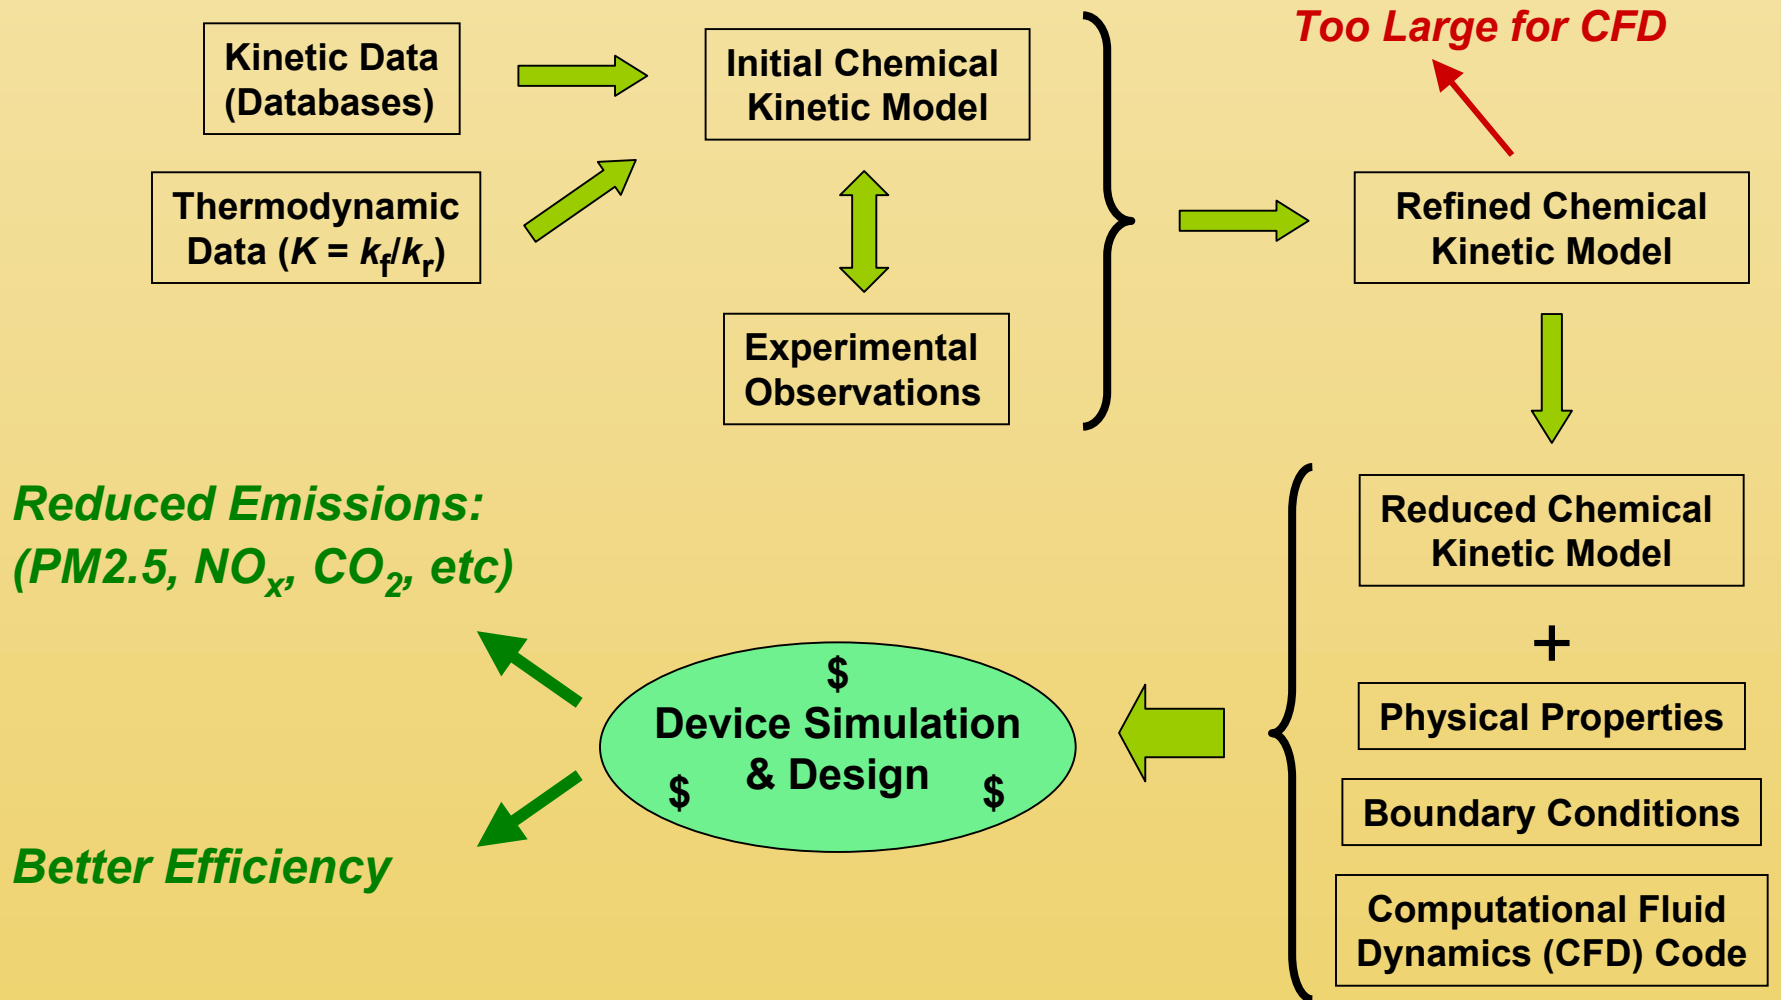 Too Large for CFD
Kinetic Data
(Databases)
Initial Chemical
Kinetic Model
Thermodynamic
Data (K = kf/kr)
Refined Chemical
Kinetic Model
Experimental
Observations
Reduced Emissions:
(PM2.5, NOx, CO2, etc)
Reduced Chemical
Kinetic Model
+
Physical Properties
Boundary Conditions
Computational Fluid
Dynamics (CFD) Code
$
Device Simulation
& Design
$ $
Better Efficiency